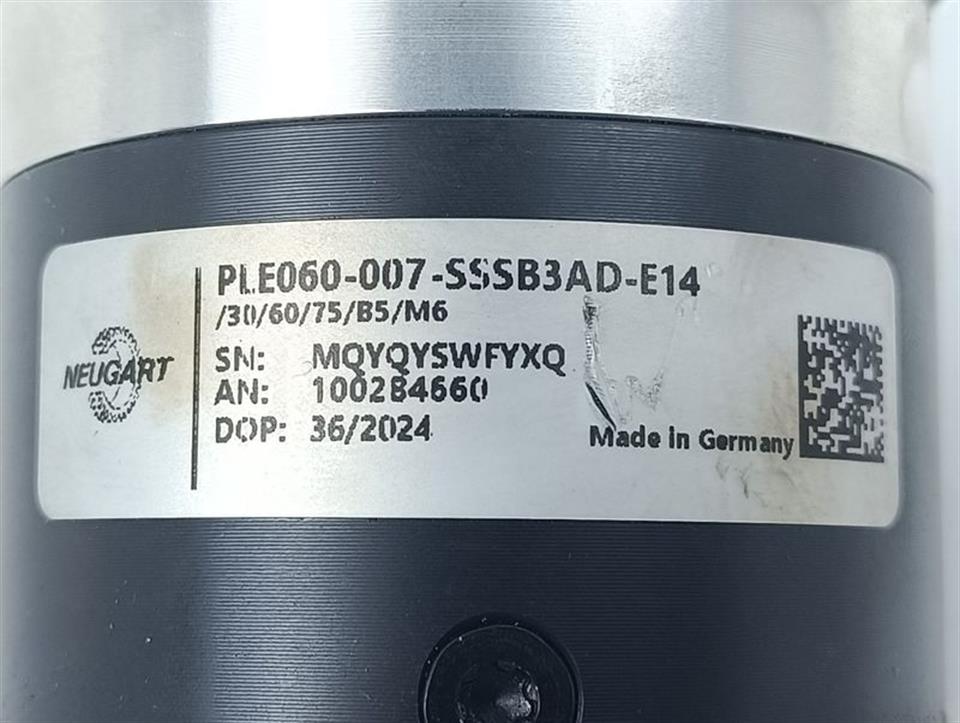 NEUGART
PLE060-007-SSSB3AD-E14
/30/60/75/B5/M6
SN: MQYQYSWFYXQ
AN: 100284660
DOP: 36/2024
Made in Germany